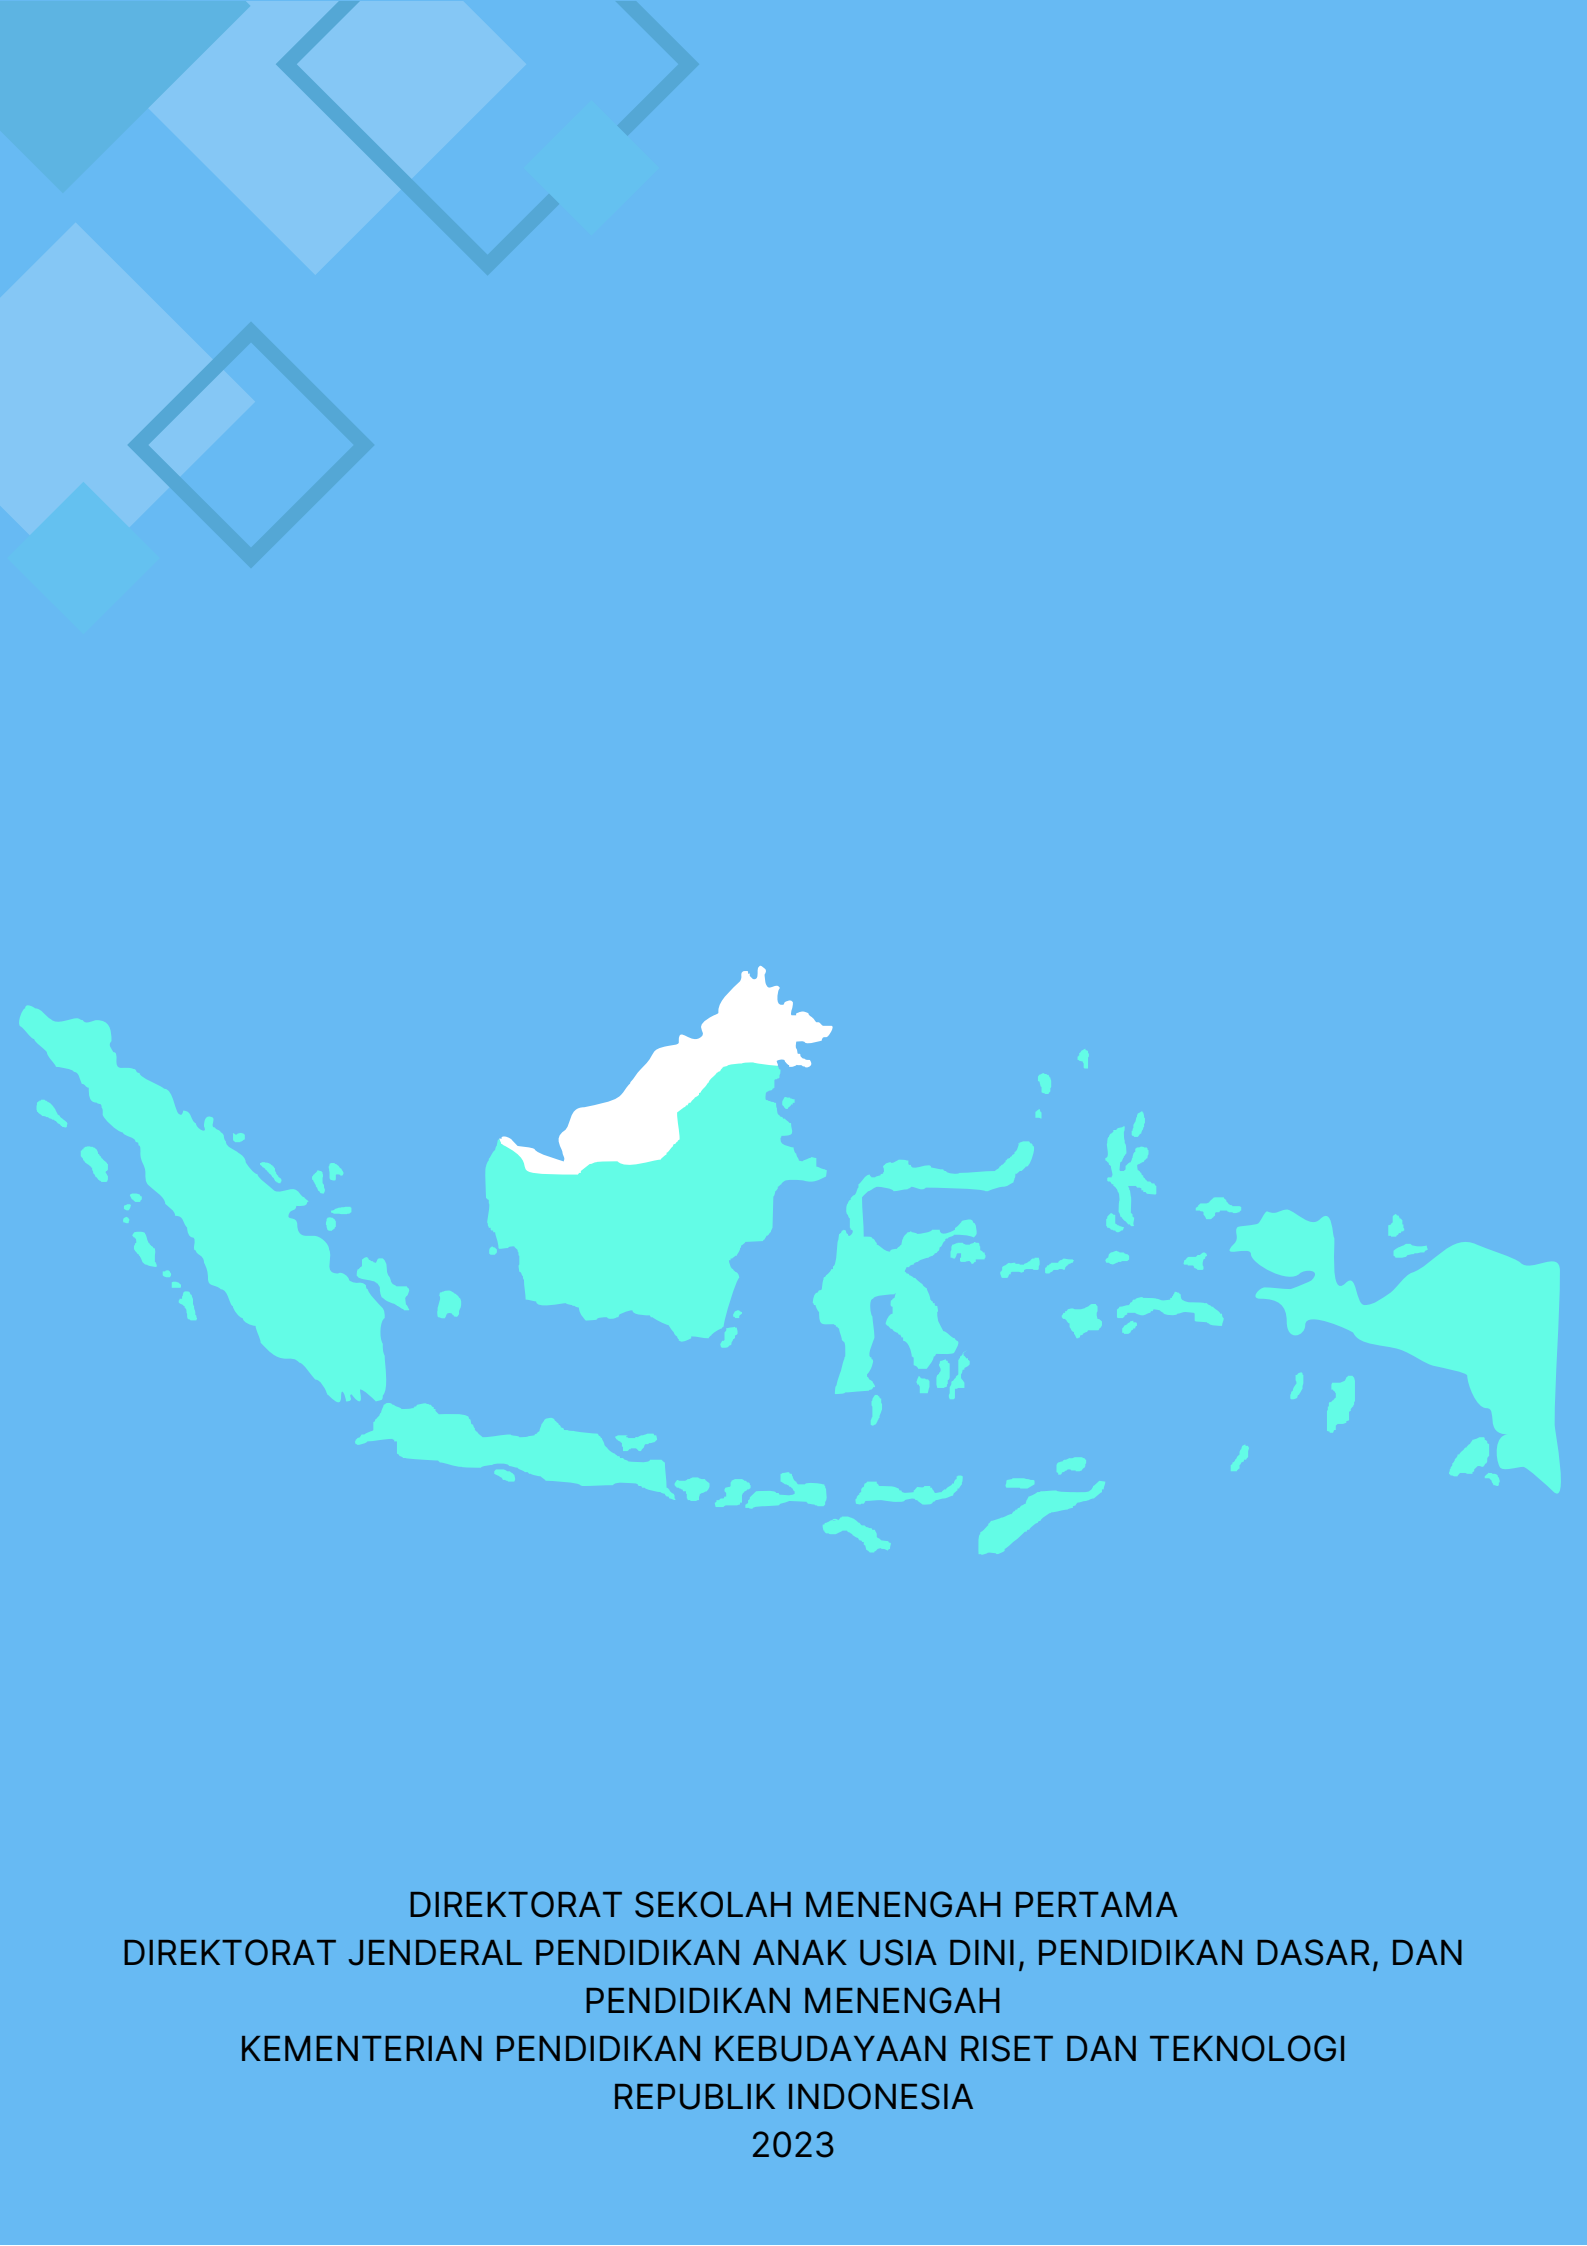 DIREKTORAT SEKOLAH MENENGAH PERTAMA
DIREKTORAT JENDERAL PENDIDIKAN ANAK USIA DINI, PENDIDIKAN DASAR, DAN
PENDIDIKAN MENENGAH
KEMENTERIAN PENDIDIKAN KEBUDAYAAN RISET DAN TEKNOLOGI
REPUBLIK INDONESIA
2023